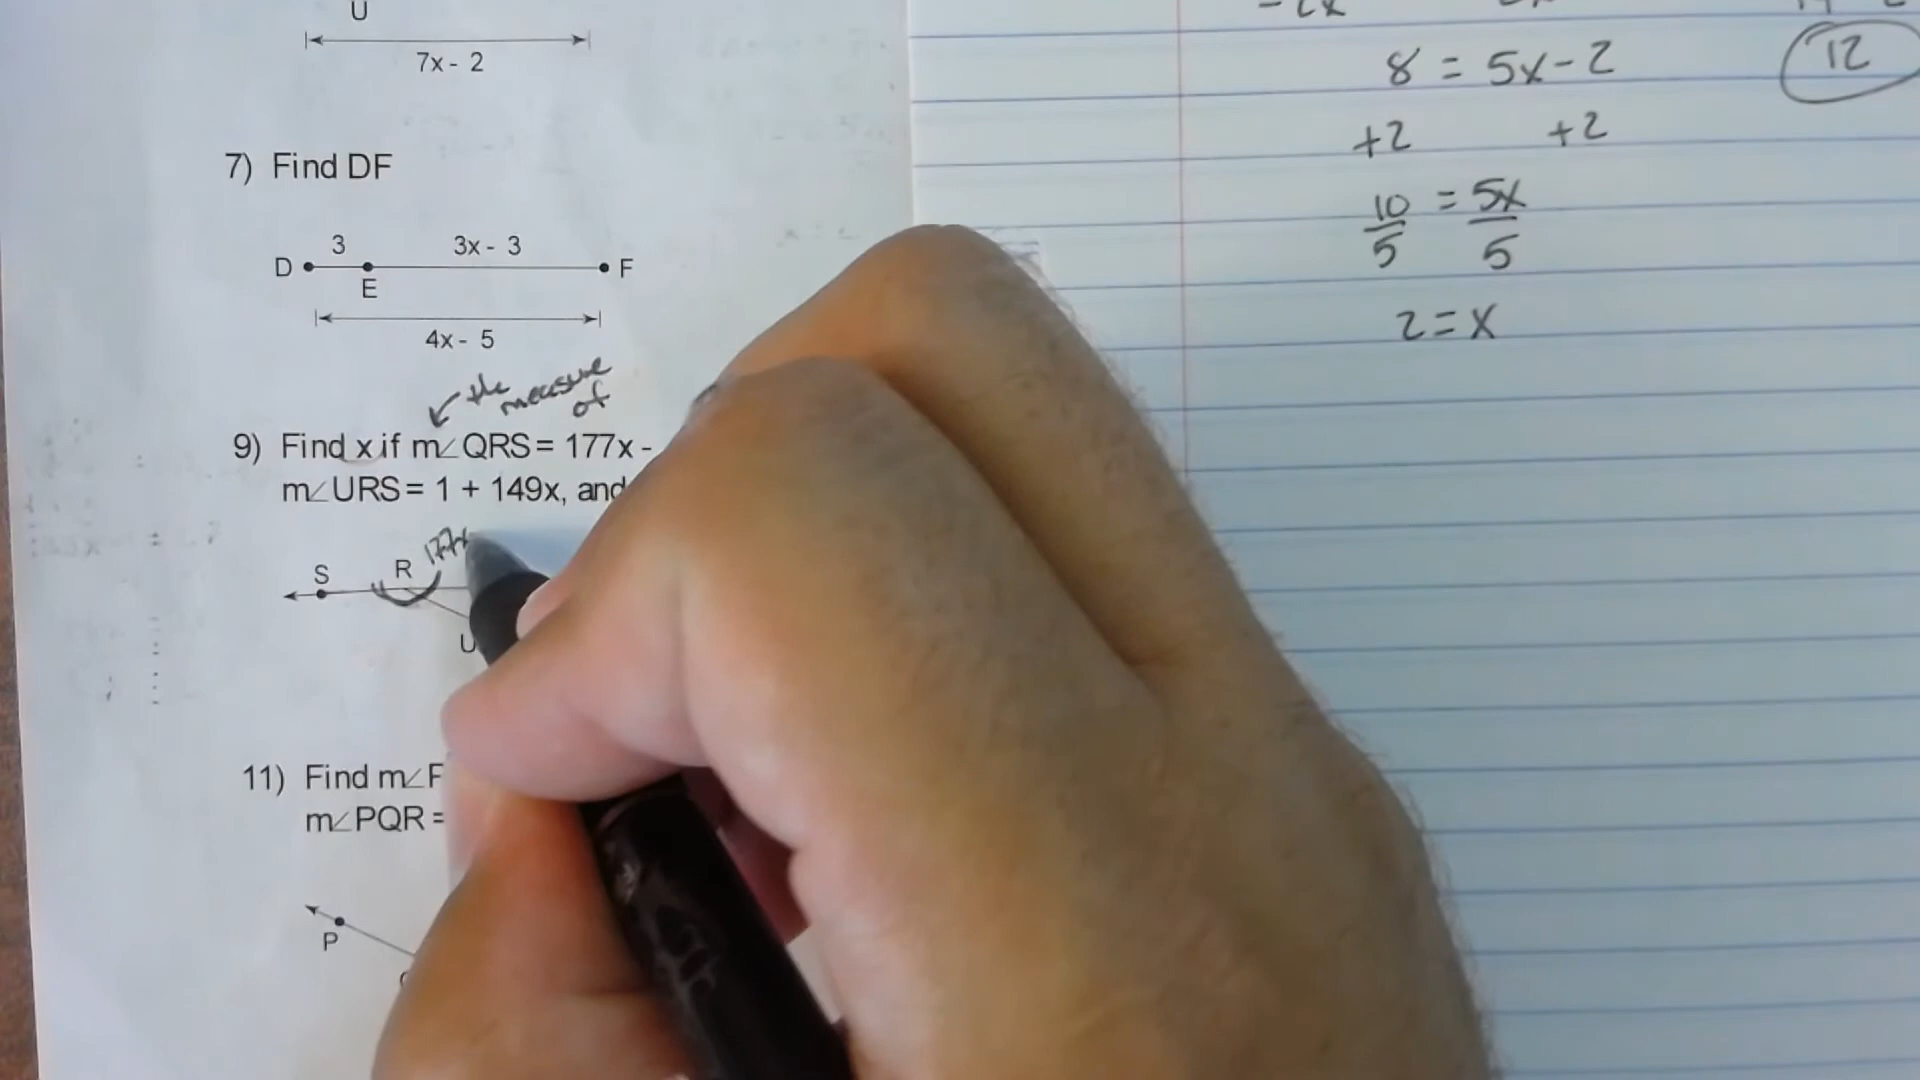 U
7x - 2
7) Find DF
3
3x - 3
D
E
F
4x - 5
the
measure
of
9) Find x if m∠QRS = 177x -
m∠URS = 1 + 149x, and
177x
S
R
U
11) Find m∠F
m∠PQR =
P
8 = 5x - 2
12
+2 +2
10 = 5x
5 5
2 = x